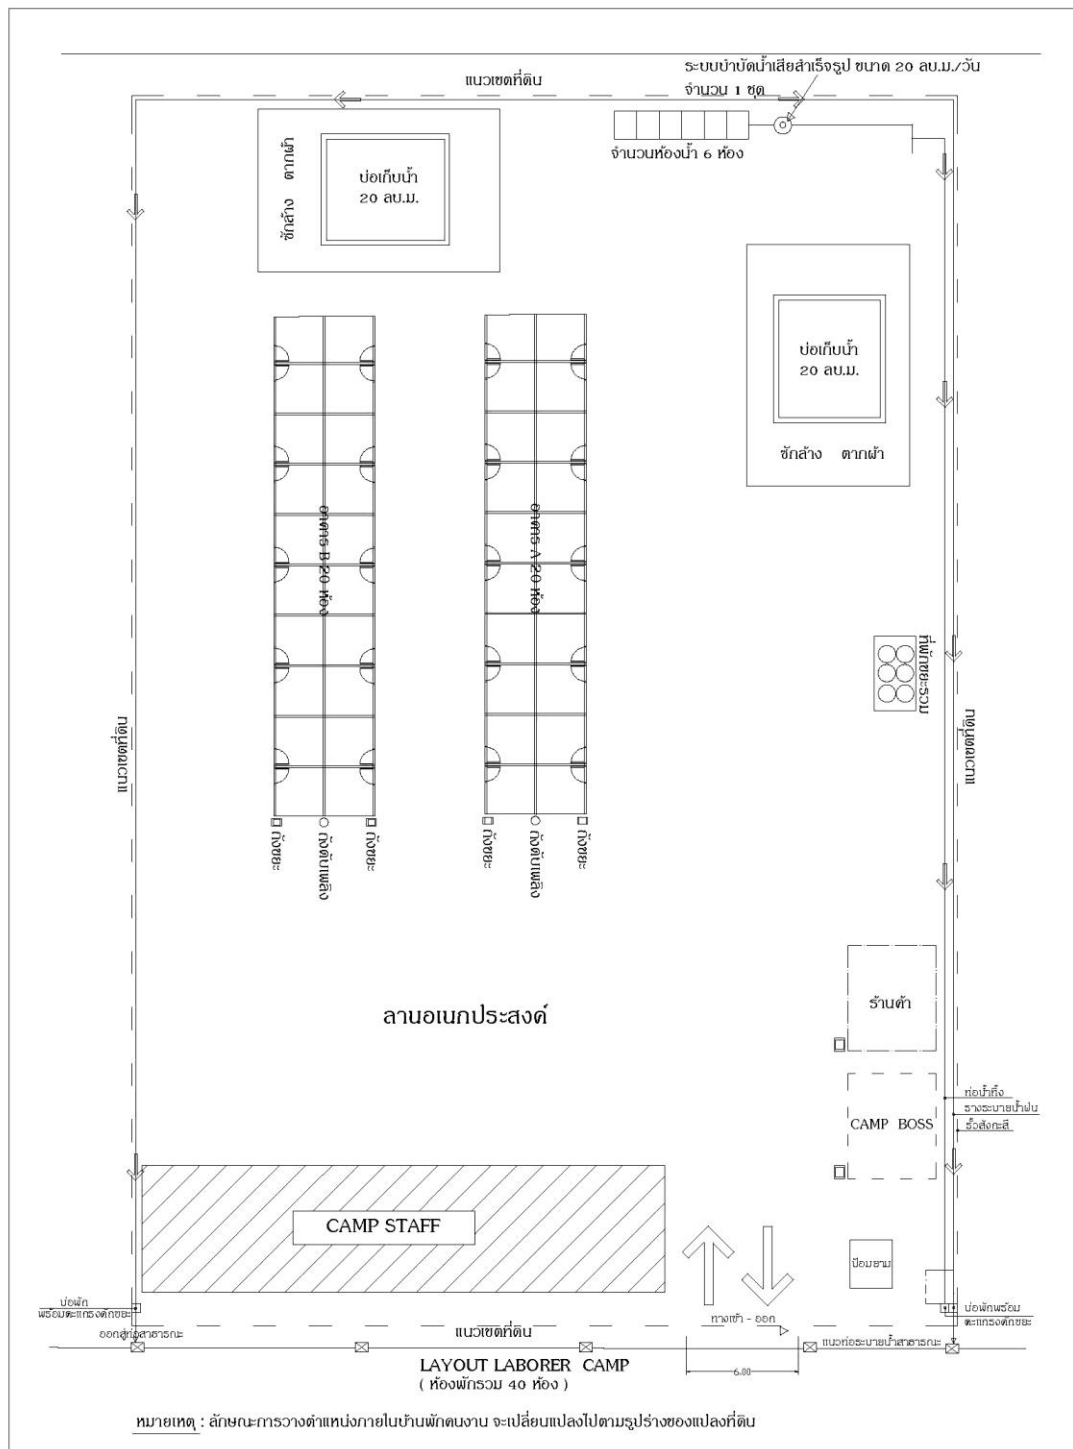 แนวเขตที่ดิน
ระบบบำบัดน้ำเสียสำเร็จรูป ขนาด 20 ลบ.ม./วัน
จำนวน 1 ชุด
จำนวนห้องน้ำ 6 ห้อง
ซักล้าง ตากผ้า
บ่อเก็บน้ำ
20 ลบ.ม.
บ่อเก็บน้ำ
20 ลบ.ม.
ซักล้าง ตากผ้า
อาคาร B 20 ห้อง
อาคาร A 20 ห้อง
ที่พักขยะรวม
แนวเขตที่ดิน
แนวเขตที่ดิน
ถังขยะ
ถังดับเพลิง
ถังขยะ
ถังขยะ
ถังดับเพลิง
ถังขยะ
ร้านค้า
ลานอเนกประสงค์
ท่อน้ำทิ้ง
รางระบายน้ำฝน
รั้วสังกะสี
CAMP BOSS
CAMP STAFF
ป้อมยาม
บ่อพัก
พร้อมตะแกรงดักขยะ
ออกสู่ท่อสาธารณะ
บ่อพักพร้อม
ตะแกรงดักขยะ
ทางเข้า - ออก
แนวเขตที่ดิน
แนวท่อระบายน้ำสาธารณะ
6.00
LAYOUT LABORER CAMP
( ห้องพักรวม 40 ห้อง )
หมายเหตุ : ลักษณะการวางตำแหน่งภายในบ้านพักคนงาน จะเปลี่ยนแปลงไปตามรูปร่างของแปลงที่ดิน